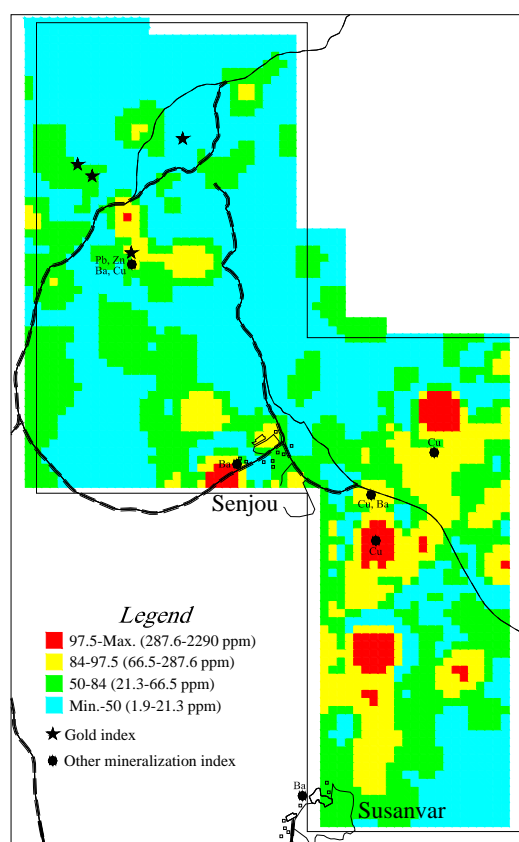 Pb, Zn
Ba, Cu
Cu
Ba
Cu, Ba
Senjou
Cu
Legend
97.5-Max. (287.6-2290 ppm)
84-97.5 (66.5-287.6 ppm)
50-84 (21.3-66.5 ppm)
Min.-50 (1.9-21.3 ppm)
Gold index
Other mineralization index
Ba
Susanvar